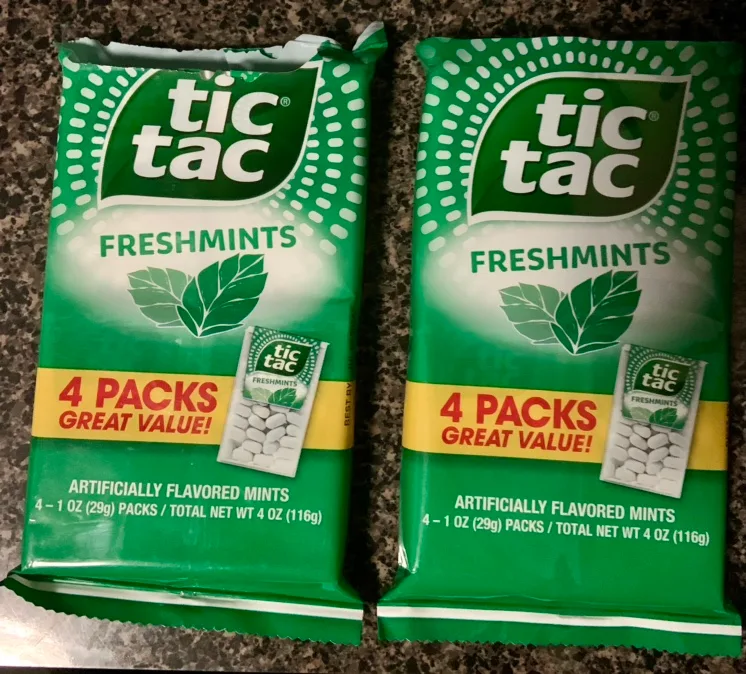 tic
tac®
FRESHMINTS
4 PACKS
GREAT VALUE!
tic
tac
FRESHMINTS
BEST BY
ARTIFICIALLY FLAVORED MINTS
4 – 1 OZ (29g) PACKS / TOTAL NET WT 4 OZ (116g)
tic
tac®
FRESHMINTS
4 PACKS
GREAT VALUE!
tic
tac
FRESHMINTS
ARTIFICIALLY FLAVORED MINTS
4 – 1 OZ (29g) PACKS / TOTAL NET WT 4 OZ (116g)